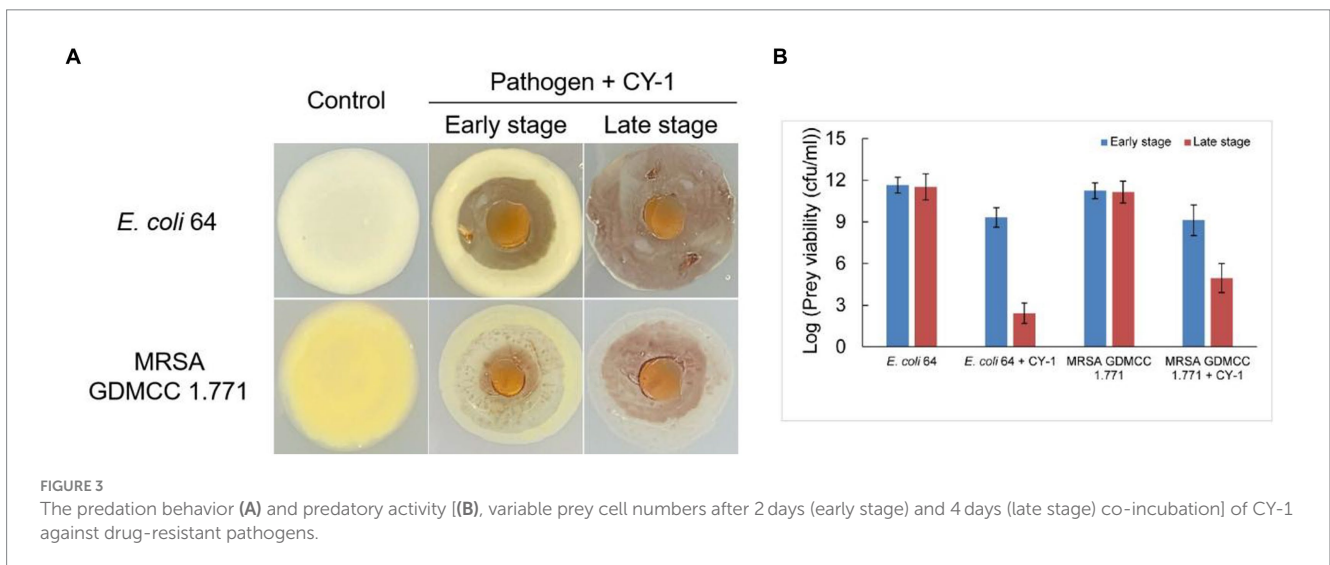 A
Control
Pathogen + CY-1
Early stage
Late stage
E. coli 64
MRSA
GDMCC 1.771
B
Log (Prey viability (cfu/ml))
15
12
9
6
3
0
Early stage
Late stage
E. coli 64
E. coli 64 + CY-1
MRSA GDMCC
1.771
MRSA GDMCC
1.771 + CY-1
FIGURE 3
The predation behavior (A) and predatory activity [(B), variable prey cell numbers after 2 days (early stage) and 4 days (late stage) co-incubation] of CY-1
against drug-resistant pathogens.